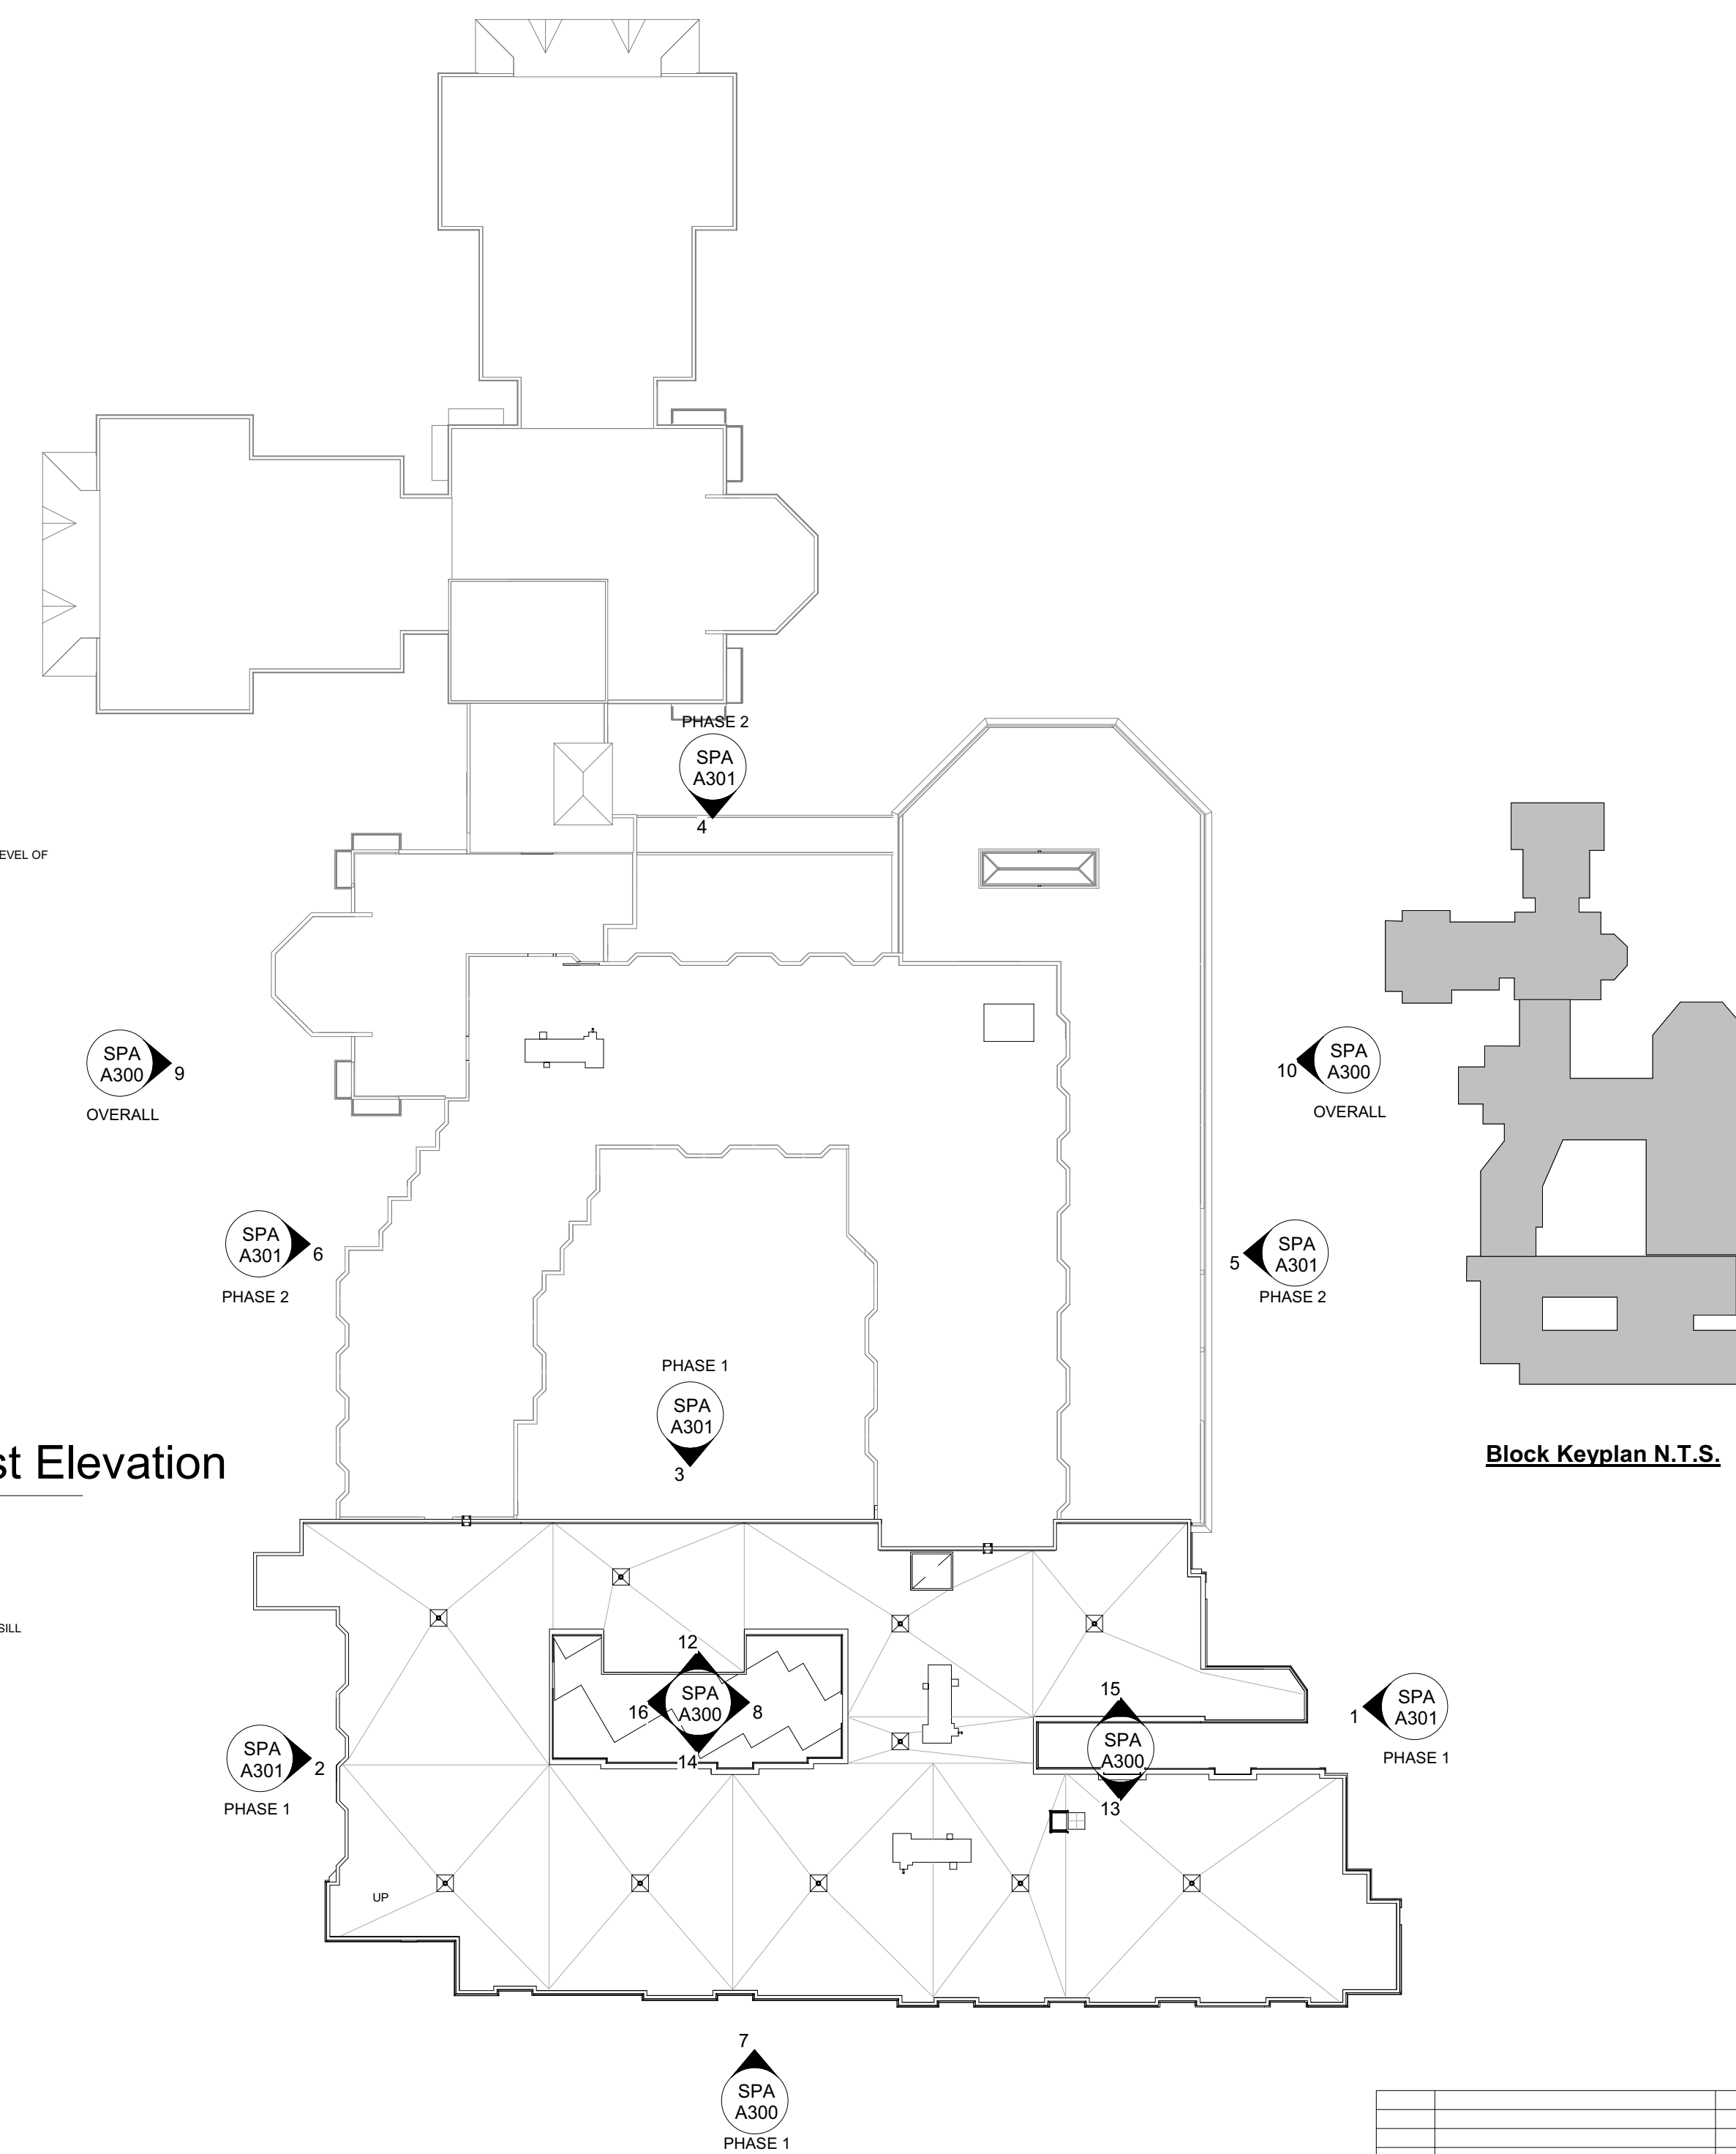 PHASE 2
SPA
A301
4
EVEL OF
SPA
A300
9
OVERALL
SPA
A300
10
OVERALL
SPA
A301
6
PHASE 2
SPA
A301
5
PHASE 2
PHASE 1
SPA
A301
3
st Elevation
Block Keyplan N.T.S.
SILL
12
SPA
A300
16
8
14
15
SPA
A300
13
SPA
A301
1
PHASE 1
SPA
A301
2
PHASE 1
UP
7
SPA
A300
PHASE 1